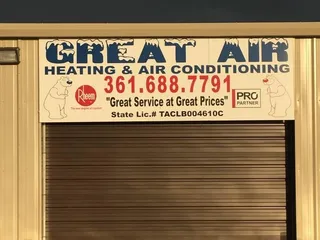 GREAT AIR
HEATING & AIR CONDITIONING
361.688.7791
Rheem
"Great Service at Great Prices"
PRO
PARTNER
State Lic.# TACLB004610C